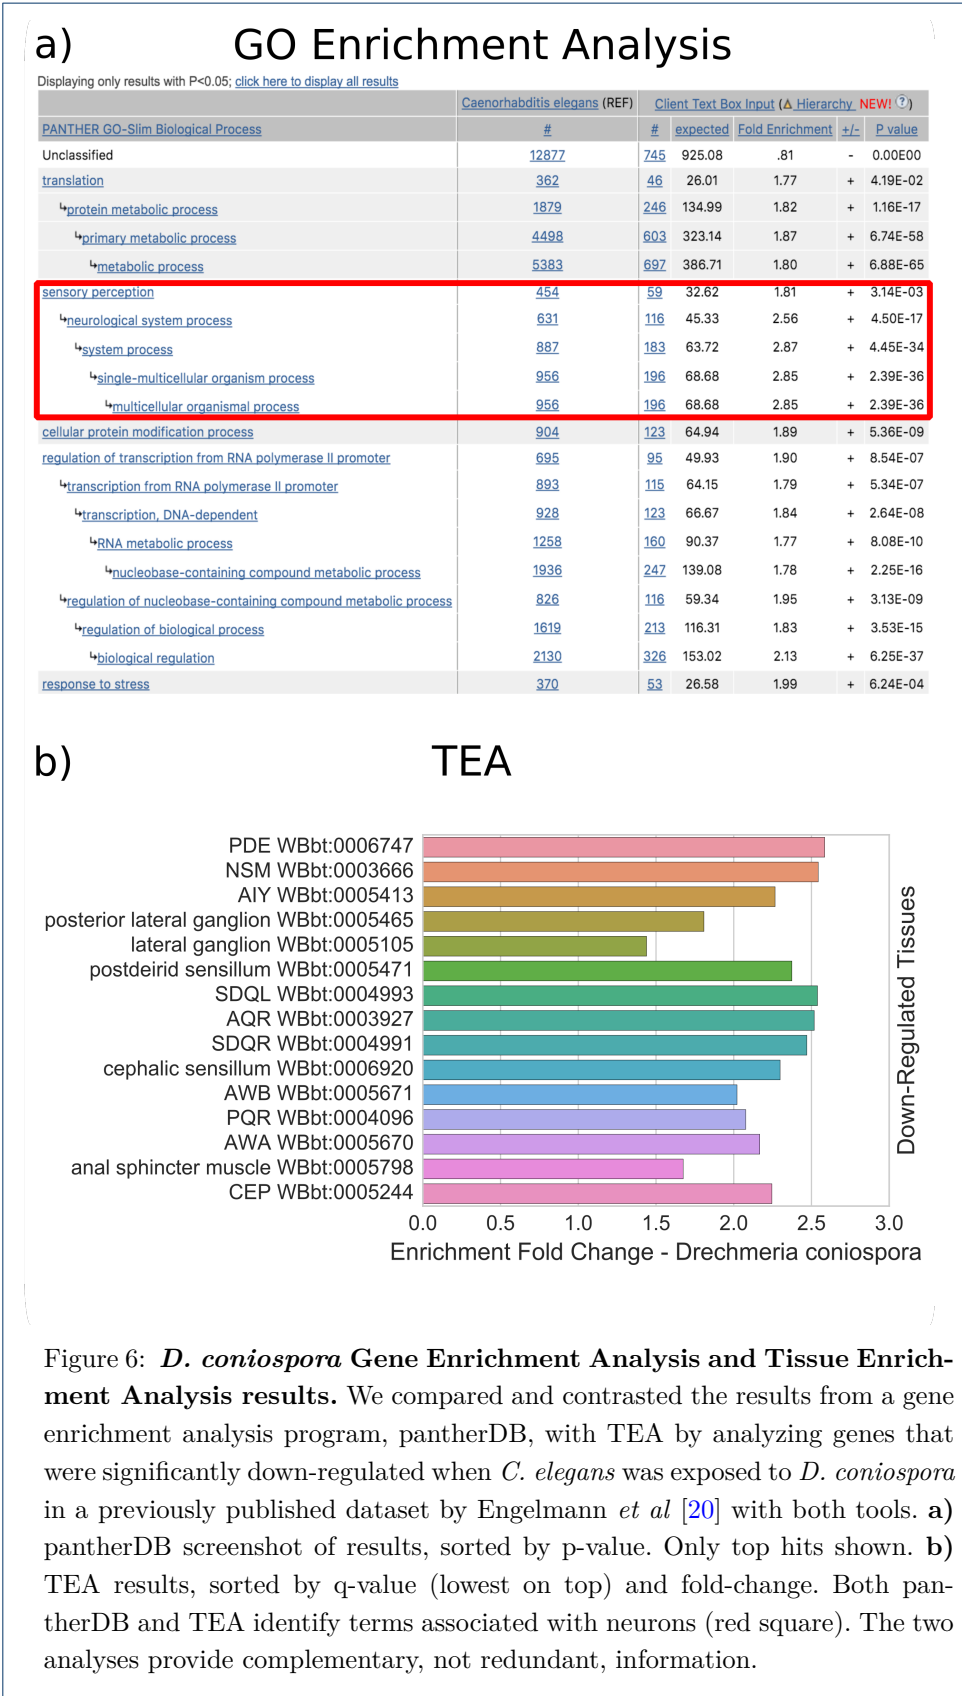 a) GO Enrichment Analysis
Displaying only results with P<0.05; click here to display all results
Caenorhabditis elegans (REF) Client Text Box Input (Δ Hierarchy NEW! ?)
PANTHER GO-Slim Biological Process # # expected Fold Enrichment +/- P value
Unclassified 12877 745 925.08 .81 - 0.00E00
translation 362 46 26.01 1.77 + 4.19E-02
↳protein metabolic process 1879 246 134.99 1.82 + 1.16E-17
↳primary metabolic process 4498 603 323.14 1.87 + 6.74E-58
↳metabolic process 5383 697 386.71 1.80 + 6.88E-65
sensory perception 454 59 32.62 1.81 + 3.14E-03
↳neurological system process 631 116 45.33 2.56 + 4.50E-17
↳system process 887 183 63.72 2.87 + 4.45E-34
↳single-multicellular organism process 956 196 68.68 2.85 + 2.39E-36
↳multicellular organismal process 956 196 68.68 2.85 + 2.39E-36
cellular protein modification process 904 123 64.94 1.89 + 5.36E-09
regulation of transcription from RNA polymerase II promoter 695 95 49.93 1.90 + 8.54E-07
↳transcription from RNA polymerase II promoter 893 115 64.15 1.79 + 5.34E-07
↳transcription, DNA-dependent 928 123 66.67 1.84 + 2.64E-08
↳RNA metabolic process 1258 160 90.37 1.77 + 8.08E-10
↳nucleobase-containing compound metabolic process 1936 247 139.08 1.78 + 2.25E-16
↳regulation of nucleobase-containing compound metabolic process 826 116 59.34 1.95 + 3.13E-09
↳regulation of biological process 1619 213 116.31 1.83 + 3.53E-15
↳biological regulation 2130 326 153.02 2.13 + 6.25E-37
response to stress 370 53 26.58 1.99 + 6.24E-04
b) TEA
PDE WBbt:0006747
NSM WBbt:0003666
AIY WBbt:0005413
posterior lateral ganglion WBbt:0005465
lateral ganglion WBbt:0005105
postdeirid sensillum WBbt:0005471
SDQL WBbt:0004993
AQR WBbt:0003927
SDQR WBbt:0004991
cephalic sensillum WBbt:0006920
AWB WBbt:0005671
PQR WBbt:0004096
AWA WBbt:0005670
anal sphincter muscle WBbt:0005798
CEP WBbt:0005244
Down-Regulated Tissues
0.0 0.5 1.0 1.5 2.0 2.5 3.0
Enrichment Fold Change - Drechmeria coniospora
Figure 6: D. coniospora Gene Enrichment Analysis and Tissue Enrich-
ment Analysis results. We compared and contrasted the results from a gene
enrichment analysis program, pantherDB, with TEA by analyzing genes that
were significantly down-regulated when C. elegans was exposed to D. coniospora
in a previously published dataset by Engelmann et al [20] with both tools. a)
pantherDB screenshot of results, sorted by p-value. Only top hits shown. b)
TEA results, sorted by q-value (lowest on top) and fold-change. Both pan-
therDB and TEA identify terms associated with neurons (red square). The two
analyses provide complementary, not redundant, information.